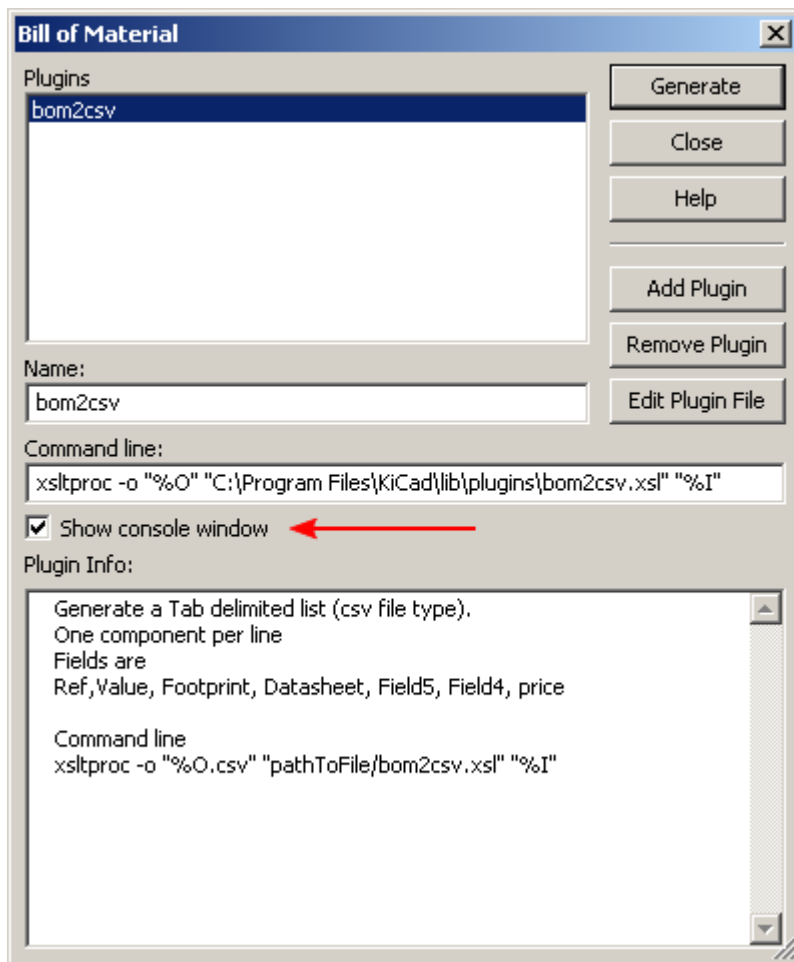 Bill of Material
Plugins
bom2csv
Generate
Close
Help
Add Plugin
Remove Plugin
Edit Plugin File
Name:
bom2csv
Command line:
xsltproc -o "%O" "C:\Program Files\KiCad\lib\plugins\bom2csv.xsl" "%I"
Show console window
Plugin Info:
Generate a Tab delimited list (csv file type).
One component per line
Fields are
Ref,Value, Footprint, Datasheet, Field5, Field4, price
Command line
xsltproc -o "%O.csv" "pathToFile/bom2csv.xsl" "%I"